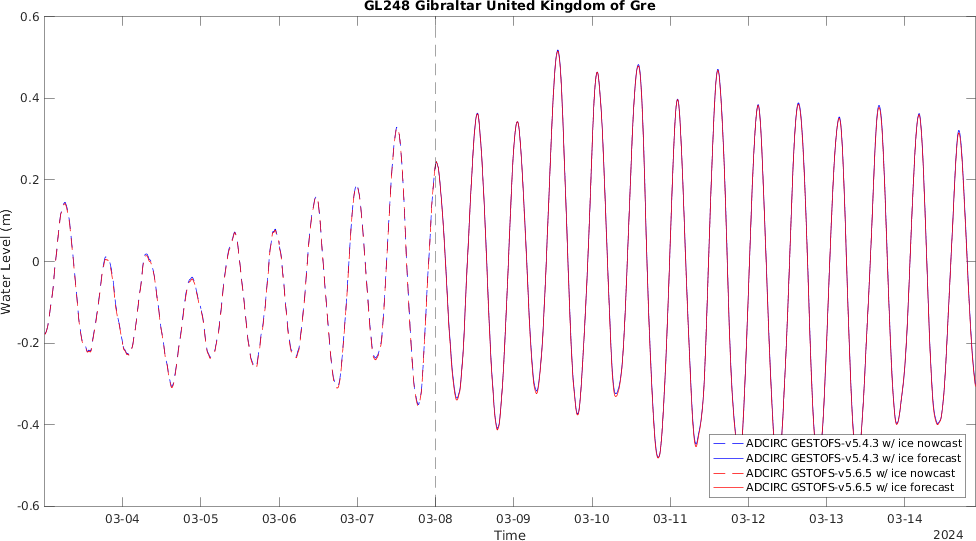 GL248 Gibraltar United Kingdom of Gre
Water Level (m)
0.6
0.4
0.2
0
-0.2
-0.4
-0.6
ADCIRC GESTOFS-v5.4.3 w/ ice nowcast
ADCIRC GESTOFS-v5.4.3 w/ ice forecast
ADCIRC GSTOFS-v5.6.5 w/ ice nowcast
ADCIRC GSTOFS-v5.6.5 w/ ice forecast
03-04 03-05 03-06 03-07 03-08 03-09 03-10 03-11 03-12 03-13 03-14
Time
2024